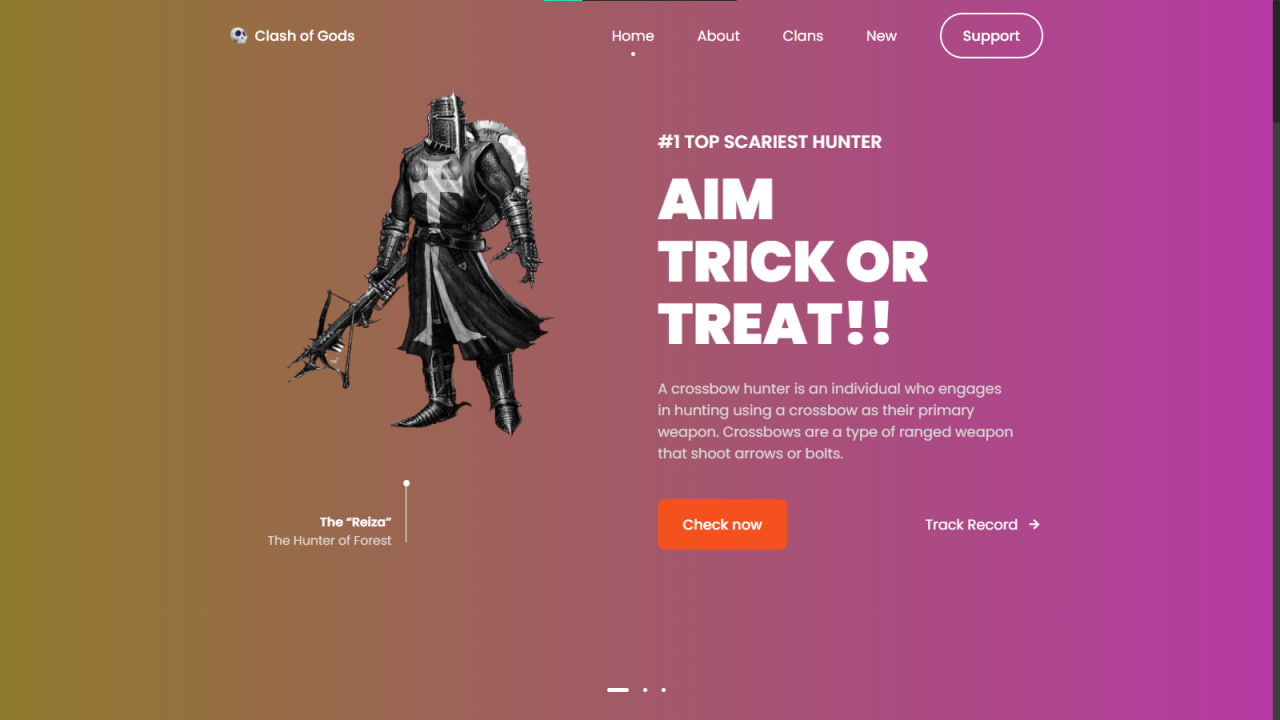 Clash of Gods
Home
About
Clans
New
Support
#1 TOP SCARIEST HUNTER
AIM
TRICK OR
TREAT!!
A crossbow hunter is an individual who engages
in hunting using a crossbow as their primary
weapon. Crossbows are a type of ranged weapon
that shoot arrows or bolts.
The “Reiza”
The Hunter of Forest
Check now
Track Record →